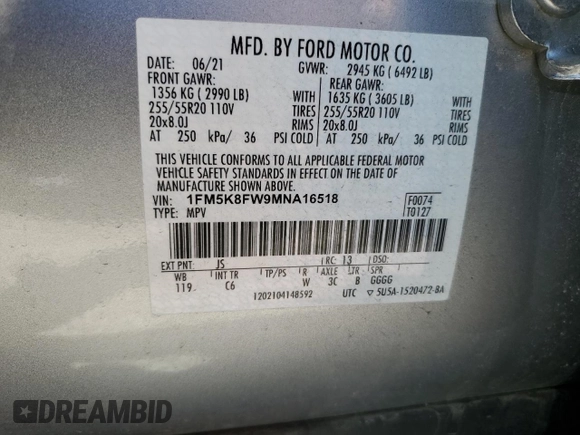 MFD. BY FORD MOTOR CO.
DATE: 06/21 GVWR: 2945 KG (6492 LB)
FRONT GAWR: REAR GAWR:
1356 KG (2990 LB) WITH 1635 KG (3605 LB) WITH
255/55R20 110V TIRES 255/55R20 110V TIRES
20x8.0J RIMS 20x8.0J RIMS
AT 250 kPa/ 36 PSI COLD AT 250 kPa/ 36 PSI COLD
THIS VEHICLE CONFORMS TO ALL APPLICABLE FEDERAL MOTOR
VEHICLE SAFETY STANDARDS IN EFFECT ON THE DATE OF
MANUFACTURE SHOWN ABOVE.
VIN: 1FM5K8FW9MNA16518 F0074
TYPE: MPV T0127
EXT PNT: JS RC: 13 DSO:
WB INT TR TP/PS R AXLE TR SPR
119 C6 W 3C B GGGG
1202104148592 UTC ▽ 5U5A-1520472-BA
DREAMBID